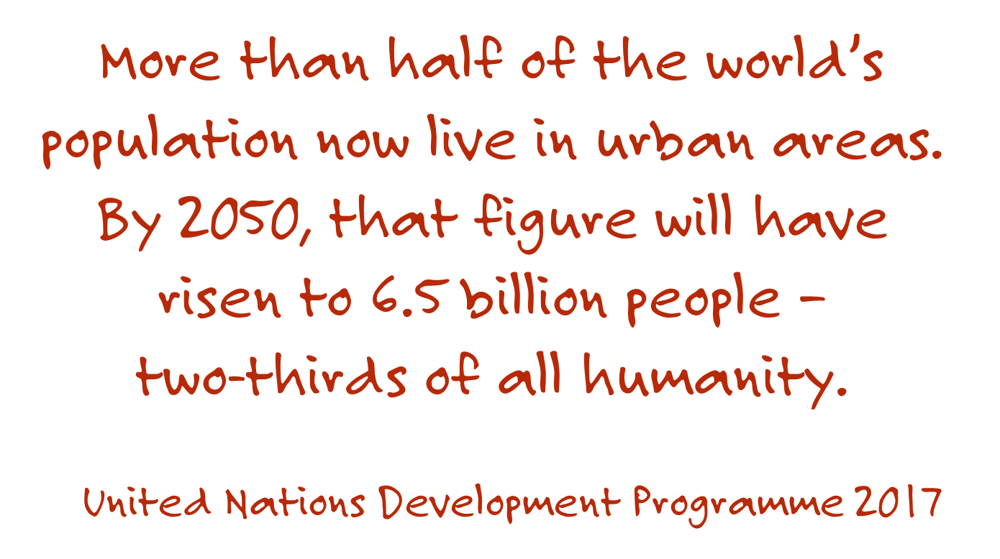 More than half of the world’s
population now live in urban areas.
By 2050, that figure will have
risen to 6.5 billion people –
two-thirds of all humanity.
United Nations Development Programme 2017